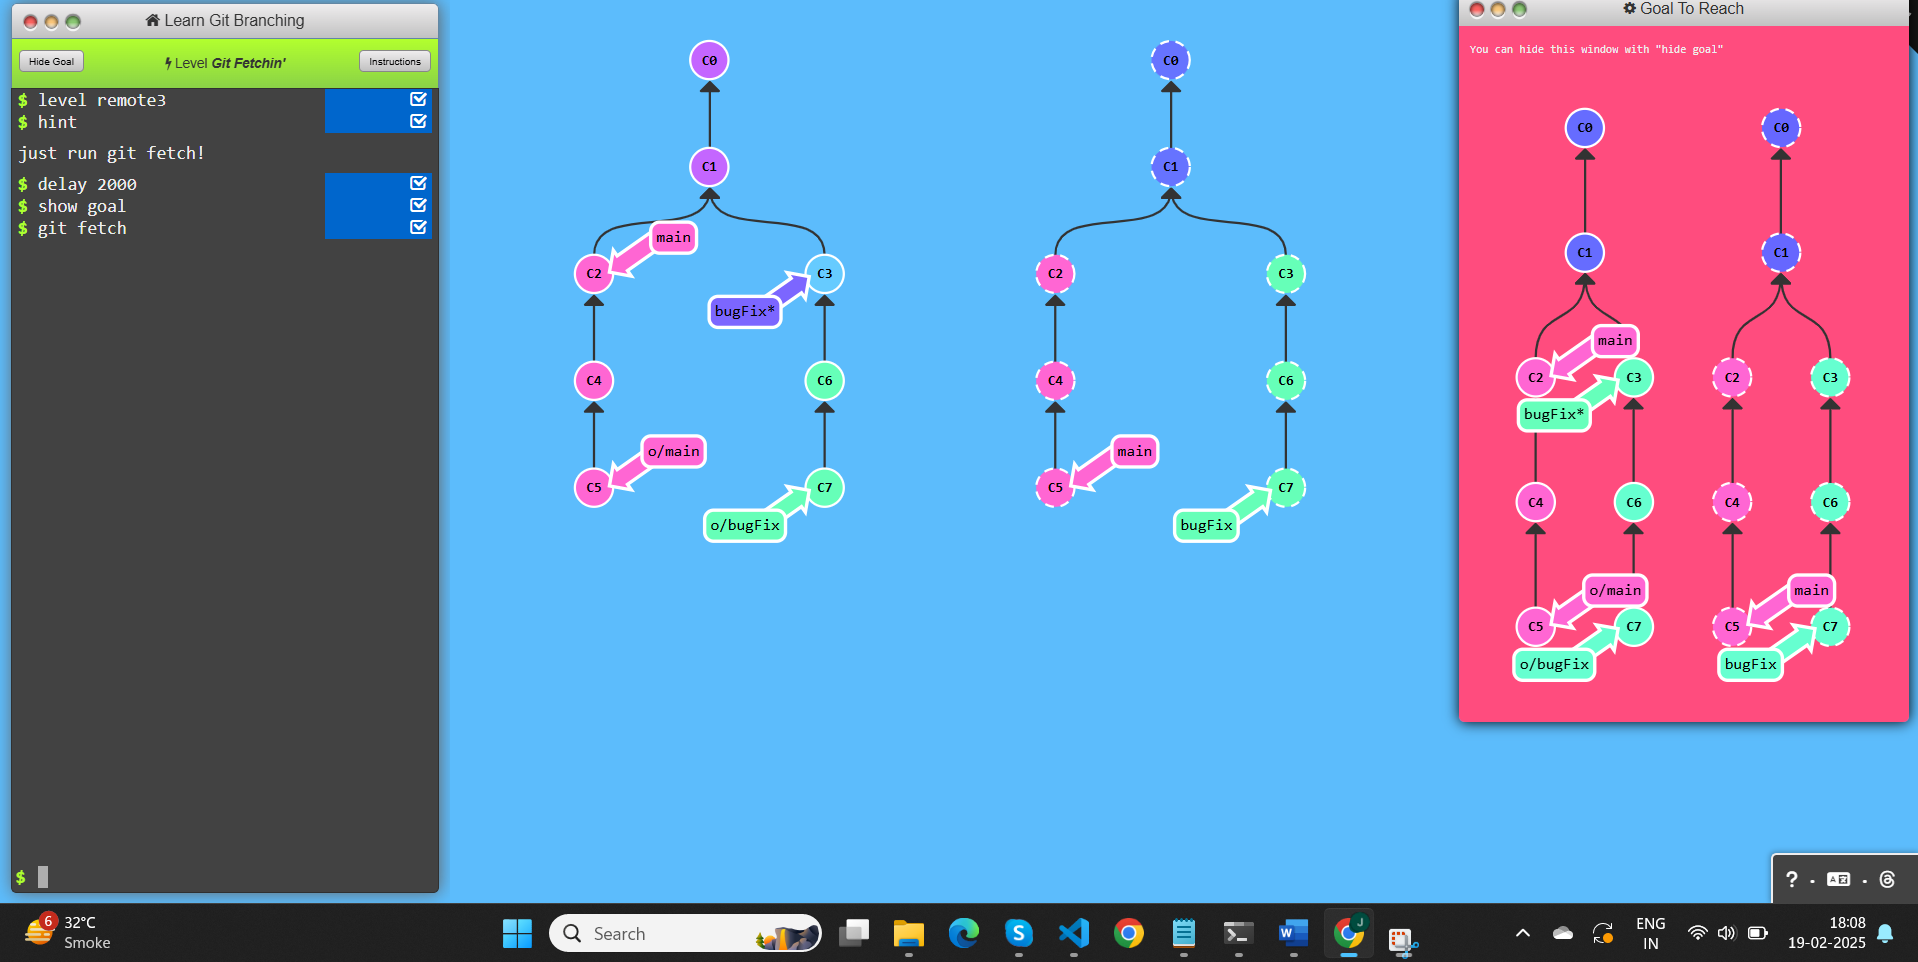 Learn Git Branching
Hide Goal
Level Git Fetchin'
Instructions
$ level remote3
$ hint
just run git fetch!
$ delay 2000
$ show goal
$ git fetch
$
C0
C1
main
C2
C3
bugFix*
C4
C6
o/main
C5
C7
o/bugFix
C0
C1
C2
C3
C4
C6
main
C5
C7
bugFix
Goal To Reach
You can hide this window with "hide goal"
C0
C1
main
C2
C3
bugFix*
C4
C6
o/main
C5
C7
o/bugFix
C0
C1
C2
C3
C4
C6
main
C5
C7
bugFix
?
6
32°C
Smoke
Search
S
W
J
ENG
IN
18:08
19-02-2025